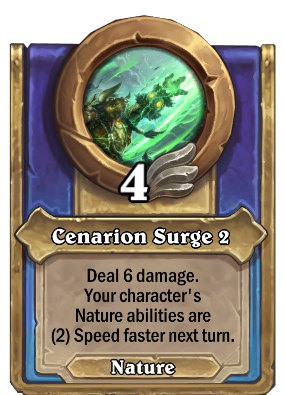 4
Cenarion Surge 2
Deal 6 damage.
Your character's
Nature abilities are
(2) Speed faster next turn.
Nature